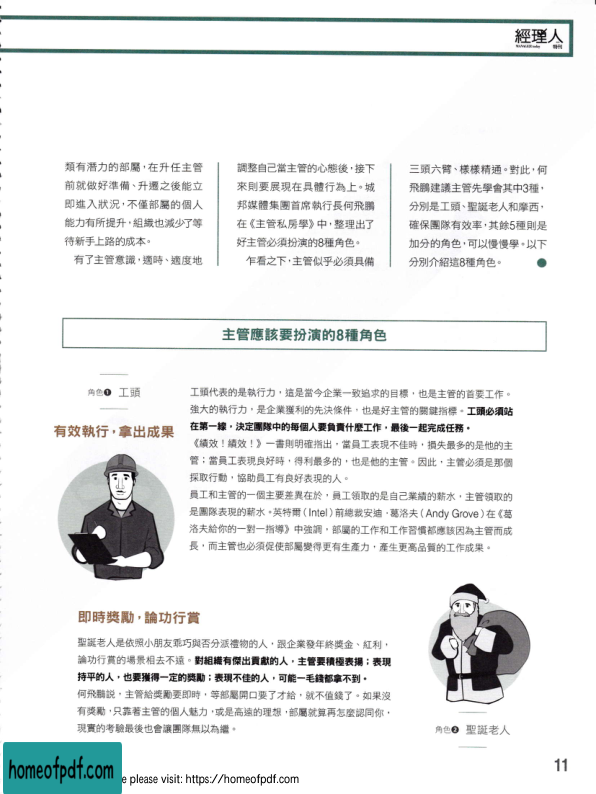 經理人
MANAGERtoday 特刊
類有潛力的部屬，在升任主管
前就做好準備、升遷之後能立
即進入狀況，不僅部屬的個人
能力有所提升，組織也減少了等
待新手上路的成本。
有了主管意識，適時、適度地
調整自己當主管的心態後，接下
來則要展現在具體行為上。城
邦媒體集團首席執行長何飛鵬
在《主管私房學》中，整理出了
好主管必須扮演的8種角色。
乍看之下，主管似乎必須具備
三頭六臂、樣樣精通。對此，何
飛鵬建議主管先學會其中3種，
分別是工頭、聖誕老人和摩西，
確保團隊有效率，其餘5種則是
加分的角色，可以慢慢學。以下
分別介紹這8種角色。
主管應該要扮演的8種角色
角色❶ 工頭
有效執行，拿出成果
工頭代表的是執行力，這是當今企業一致追求的目標，也是主管的首要工作。
強大的執行力，是企業獲利的先決條件，也是好主管的關鍵指標。工頭必須站
在第一線，決定團隊中的每個人要負責什麼工作，最後一起完成任務。
《績效！績效！》一書則明確指出，當員工表現不佳時，損失最多的是他的主
管；當員工表現良好時，得利最多的，也是他的主管。因此，主管必須是那個
採取行動，協助員工有良好表現的人。
員工和主管的一個主要差異在於，員工領取的是自己業績的薪水，主管領取的
是團隊表現的薪水。英特爾（Intel）前總裁安迪．葛洛夫（Andy Grove）在《葛
洛夫給你的一對一指導》中強調，部屬的工作和工作習慣都應該因為主管而成
長，而主管也必須促使部屬變得更有生產力，產生更高品質的工作成果。
即時獎勵，論功行賞
聖誕老人是依照小朋友乖巧與否分派禮物的人，跟企業發年終獎金、紅利，
論功行賞的場景相去不遠。對組織有傑出貢獻的人，主管要積極表揚；表現
持平的人，也要獲得一定的獎勵；表現不佳的人，可能一毛錢都拿不到。
何飛鵬說，主管給獎勵要即時，等部屬開口要了才給，就不值錢了。如果沒
有獎勵，只靠著主管的個人魅力，或是高遠的理想，部屬就算再怎麼認同你，
現實的考驗最後也會讓團隊無以為繼。
角色❷ 聖誕老人
11
homeofpdf.com
e please visit: https://homeofpdf.com